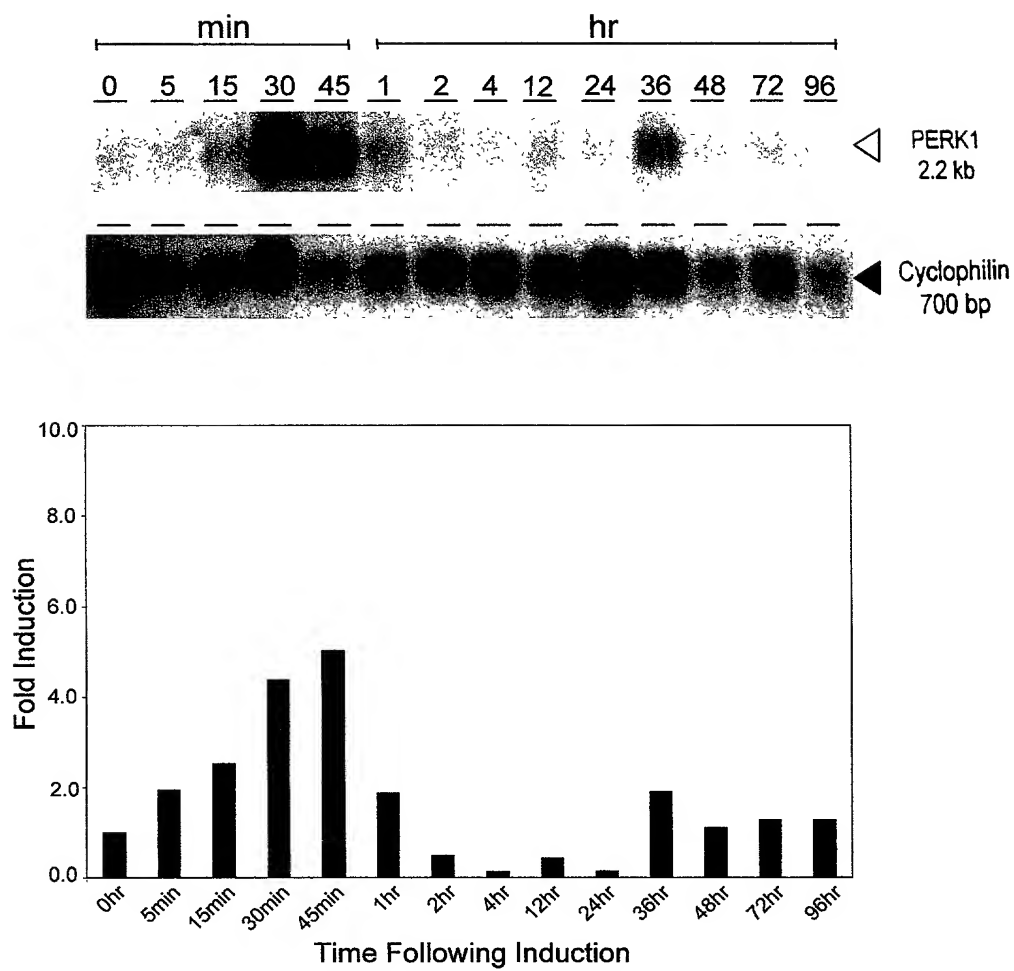 min hr
0 5 15 30 45 1 2 4 12 24 36 48 72 96
PERK1
2.2 kb
Cyclophilin
700 bp
10.0
8.0
6.0
4.0
2.0
0.0
Fold Induction
0hr 5min 15min 30min 45min 1hr 2hr 4hr 12hr 24hr 36hr 48hr 72hr 96hr
Time Following Induction